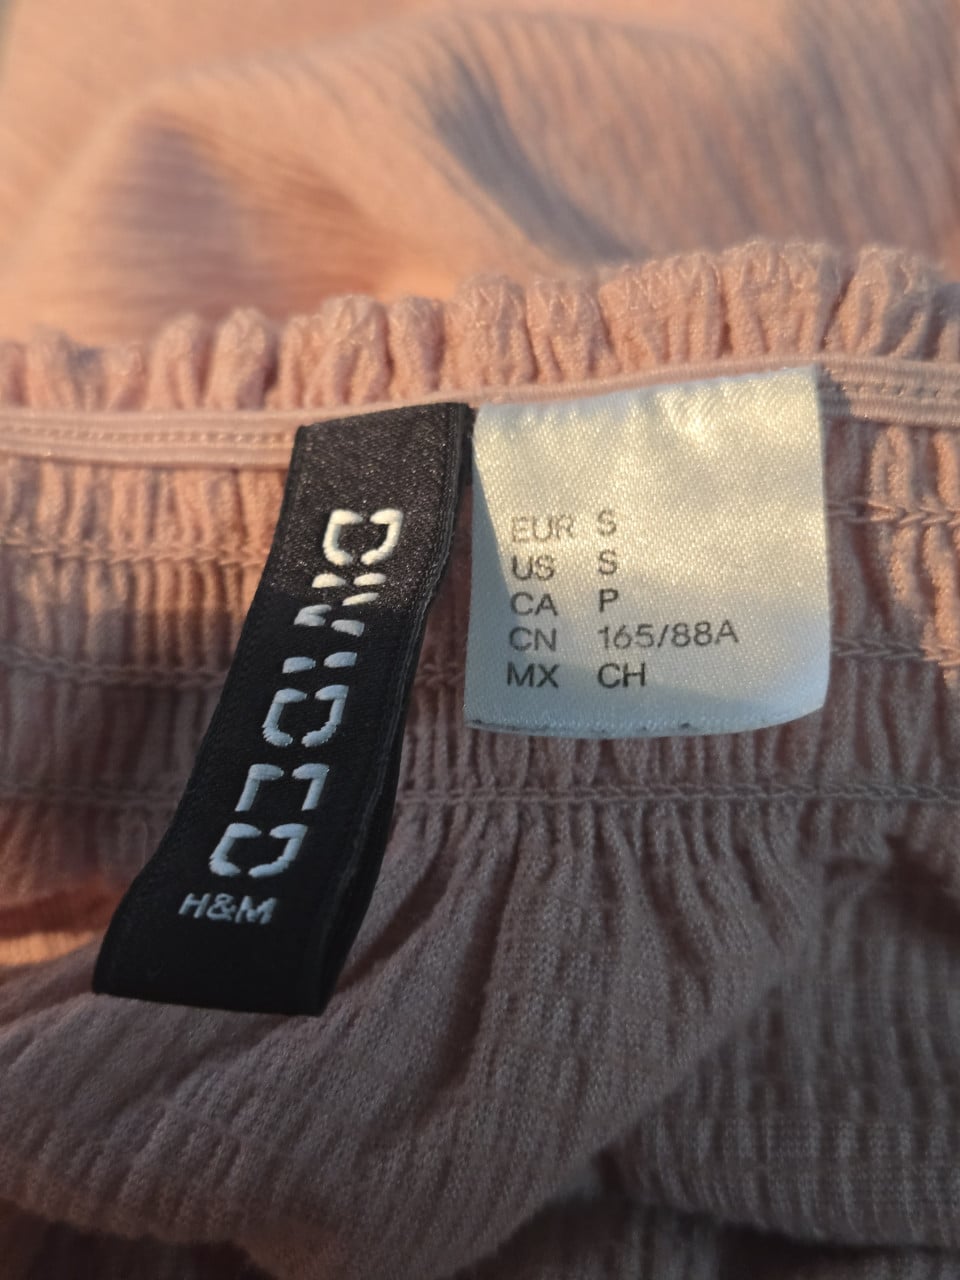 DIVIDED
H&M
EUR S
US S
CA P
CN 165/88A
MX CH